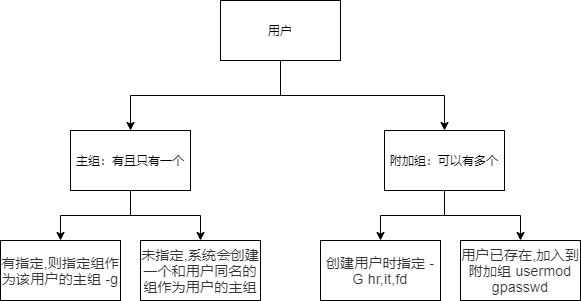 用户
主组：有且只有一个
附加组：可以有多个
有指定,则指定组作
为该用户的主组 -g
未指定,系统会创建
一个和用户同名的
组作为用户的主组
创建用户时指定 -
G hr,it,fd
用户已存在,加入到
附加组 usermod
gpasswd